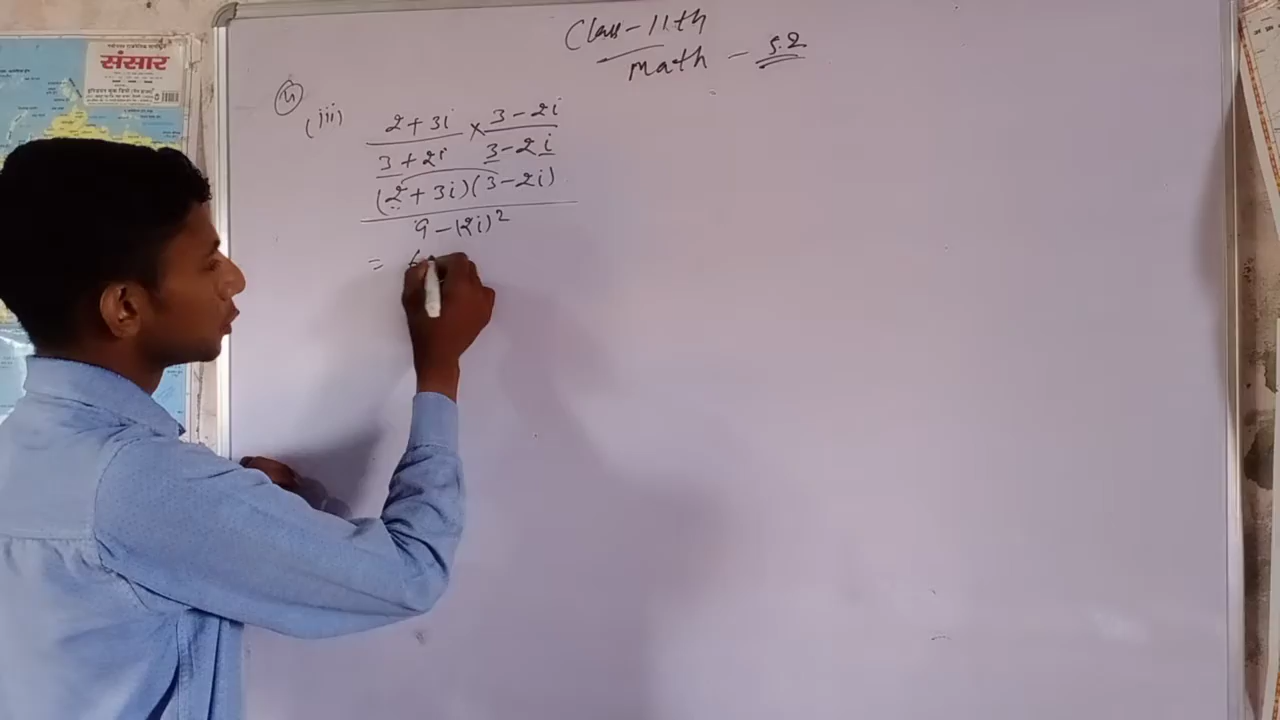 संसार
Class-11th
math - 5.2
(iii)
2+3i × 3-2i
3+2i 3-2i
(2+3i)(3-2i)
9-(2i)²
=